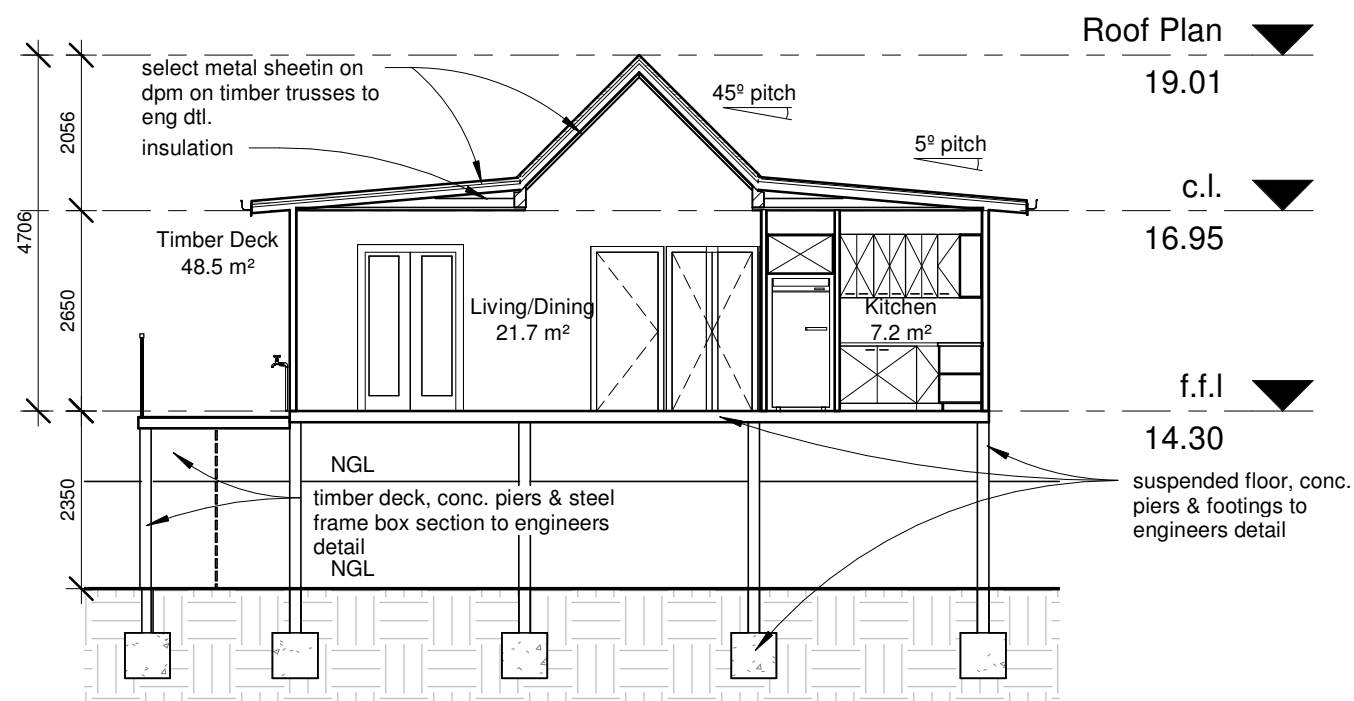 Roof Plan
19.01
select metal sheetin on
dpm on timber trusses to
eng dtl.
insulation
45º pitch
5º pitch
c.l.
16.95
2056
4706
2650
2350
Timber Deck
48.5 m²
Living/Dining
21.7 m²
Kitchen
7.2 m²
f.f.l
14.30
NGL
timber deck, conc. piers & steel
frame box section to engineers
detail
NGL
suspended floor, conc.
piers & footings to
engineers detail